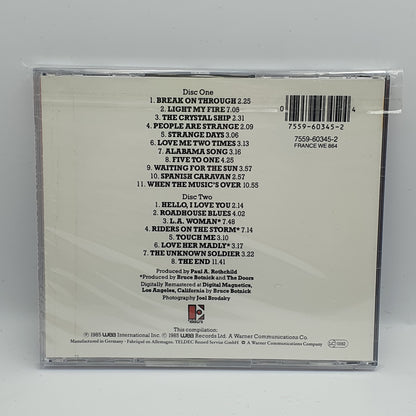 Disc One
1. BREAK ON THROUGH 2.25
2. LIGHT MY FIRE 7.05
3. THE CRYSTAL SHIP 2.31
4. PEOPLE ARE STRANGE 2.09
5. STRANGE DAYS 3.06
6. LOVE ME TWO TIMES 3.13
7. ALABAMA SONG 3.16
8. FIVE TO ONE 4.25
9. WAITING FOR THE SUN 3.57
10. SPANISH CARAVAN 2.57
11. WHEN THE MUSIC'S OVER 10.55
Disc Two
1. HELLO, I LOVE YOU 2.14
2. ROADHOUSE BLUES 4.02
3. L.A. WOMAN* 7.48
4. RIDERS ON THE STORM* 7.14
5. TOUCH ME 3.10
6. LOVE HER MADLY* 3.17
7. THE UNKNOWN SOLDIER 3.22
8. THE END 11.41
Produced by Paul A. Rothchild
*Produced by Bruce Botnick and The Doors
Digitally Remastered at Digital Magnetics,
Los Angeles, California by Bruce Botnick
Photography Joel Brodsky
0 4
7559-60345-2
7559-60345-2
FRANCE WE 864
This compilation:
℗ 1985 wea International Inc. © 1985 wea Records Ltd. A Warner Communications Co.
Manufactured in Germany · Fabriqué en Allemagne. TELDEC Record Service GmbH A Warner Communications Company